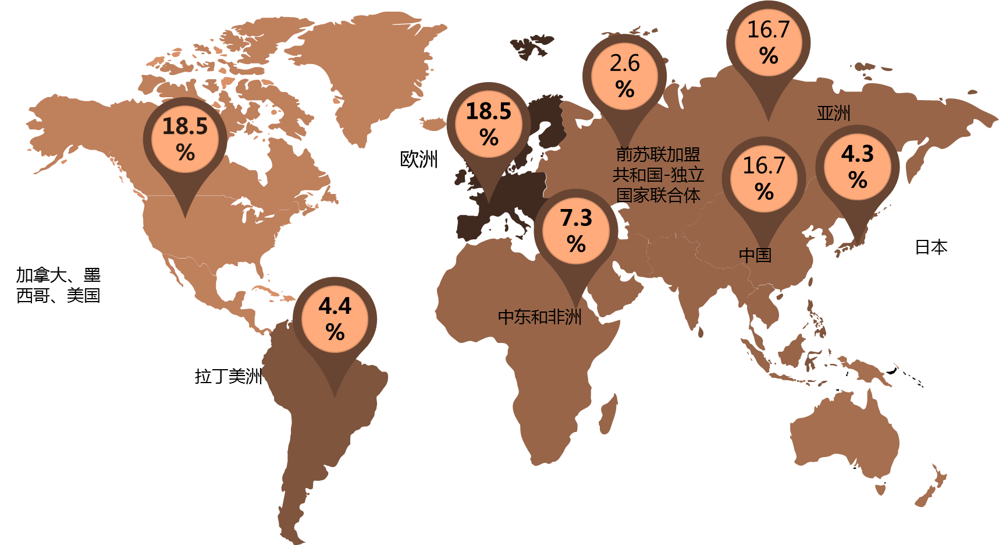 16.7
%
2.6
%
18.5
%
亚洲
18.5
%
欧洲
前苏联加盟
共和国-独立
国家联合体
4.3
%
16.7
%
7.3
%
日本
中国
加拿大、墨
西哥、美国
4.4
%
中东和非洲
拉丁美洲